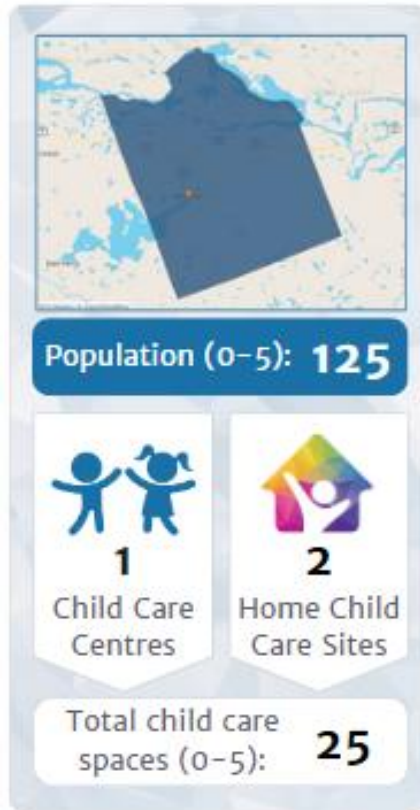 Population (0-5): 125
1
Child Care
Centres
2
Home Child
Care Sites
Total child care
spaces (0-5): 25